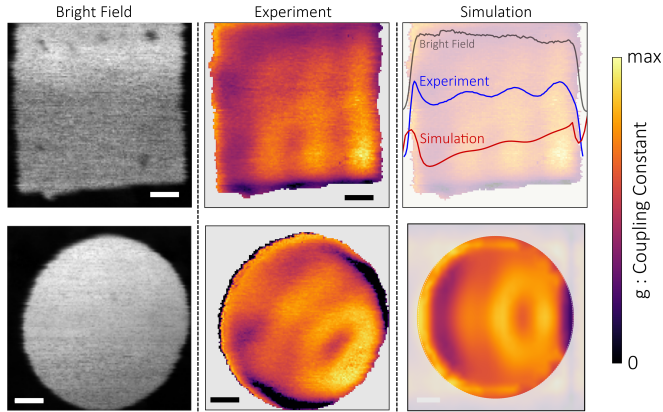 Bright Field
Experiment
Simulation
Bright Field
Experiment
Simulation
max
g : Coupling Constant
0